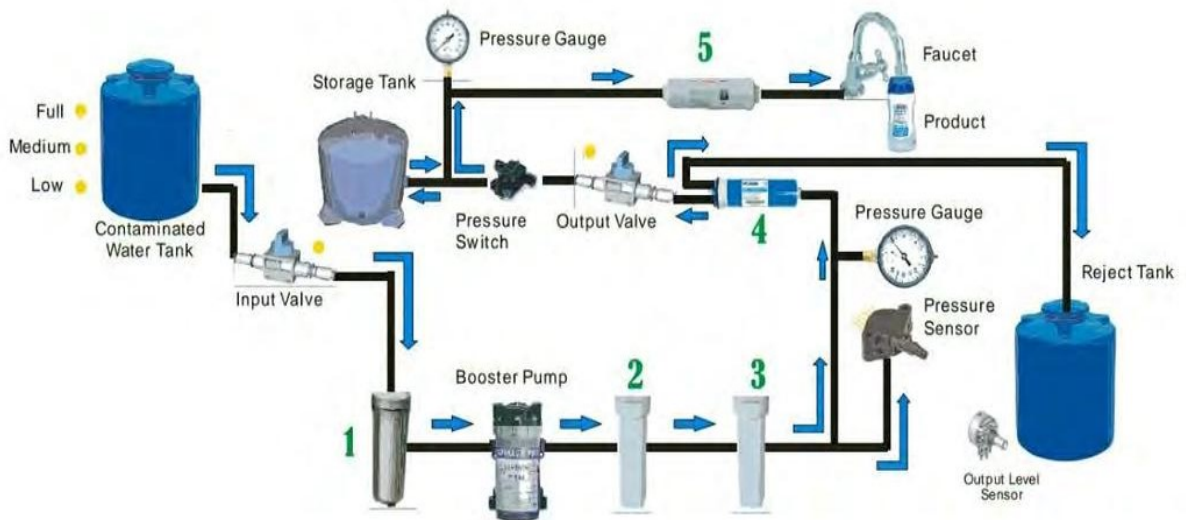 Pressure Gauge
5
Faucet
Storage Tank
Full
Medium
Low
Product
Contaminated
Water Tank
Pressure
Switch
Output Valve
4
Pressure Gauge
Input Valve
Reject Tank
Pressure
Sensor
Booster Pump
2
3
1
Output Level
Sensor